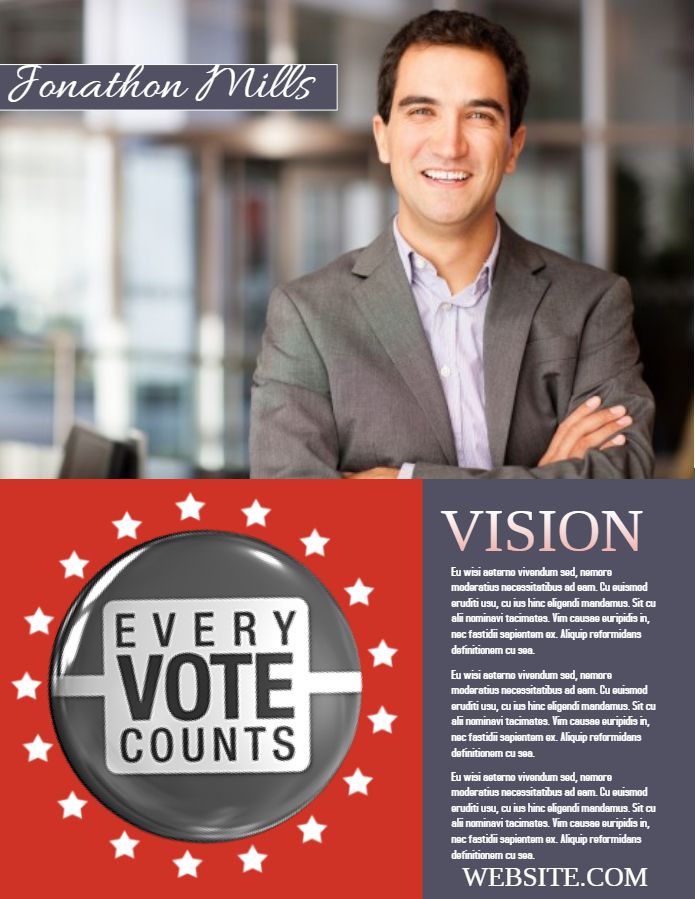 Jonathon Mills
EVERY
VOTE
COUNTS
VISION
Eu wisi aeterno vivendum sed, nemore
moderatius necessitatibus ad eam. Cu euismod
eruditi usu, cu ius hinc eligendi mandamus. Sit cu
alii nominavi tacimates. Vim causae euripidis in,
nec fastidii sapientem ex. Aliquip reformidans
definitionem cu sea.
Eu wisi aeterno vivendum sed, nemore
moderatius necessitatibus ad eam. Cu euismod
eruditi usu, cu ius hinc eligendi mandamus. Sit cu
alii nominavi tacimates. Vim causae euripidis in,
nec fastidii sapientem ex. Aliquip reformidans
definitionem cu sea.
Eu wisi aeterno vivendum sed, nemore
moderatius necessitatibus ad eam. Cu euismod
eruditi usu, cu ius hinc eligendi mandamus. Sit cu
alii nominavi tacimates. Vim causae euripidis in,
nec fastidii sapientem ex. Aliquip reformidans
definitionem cu sea.
WEBSITE.COM